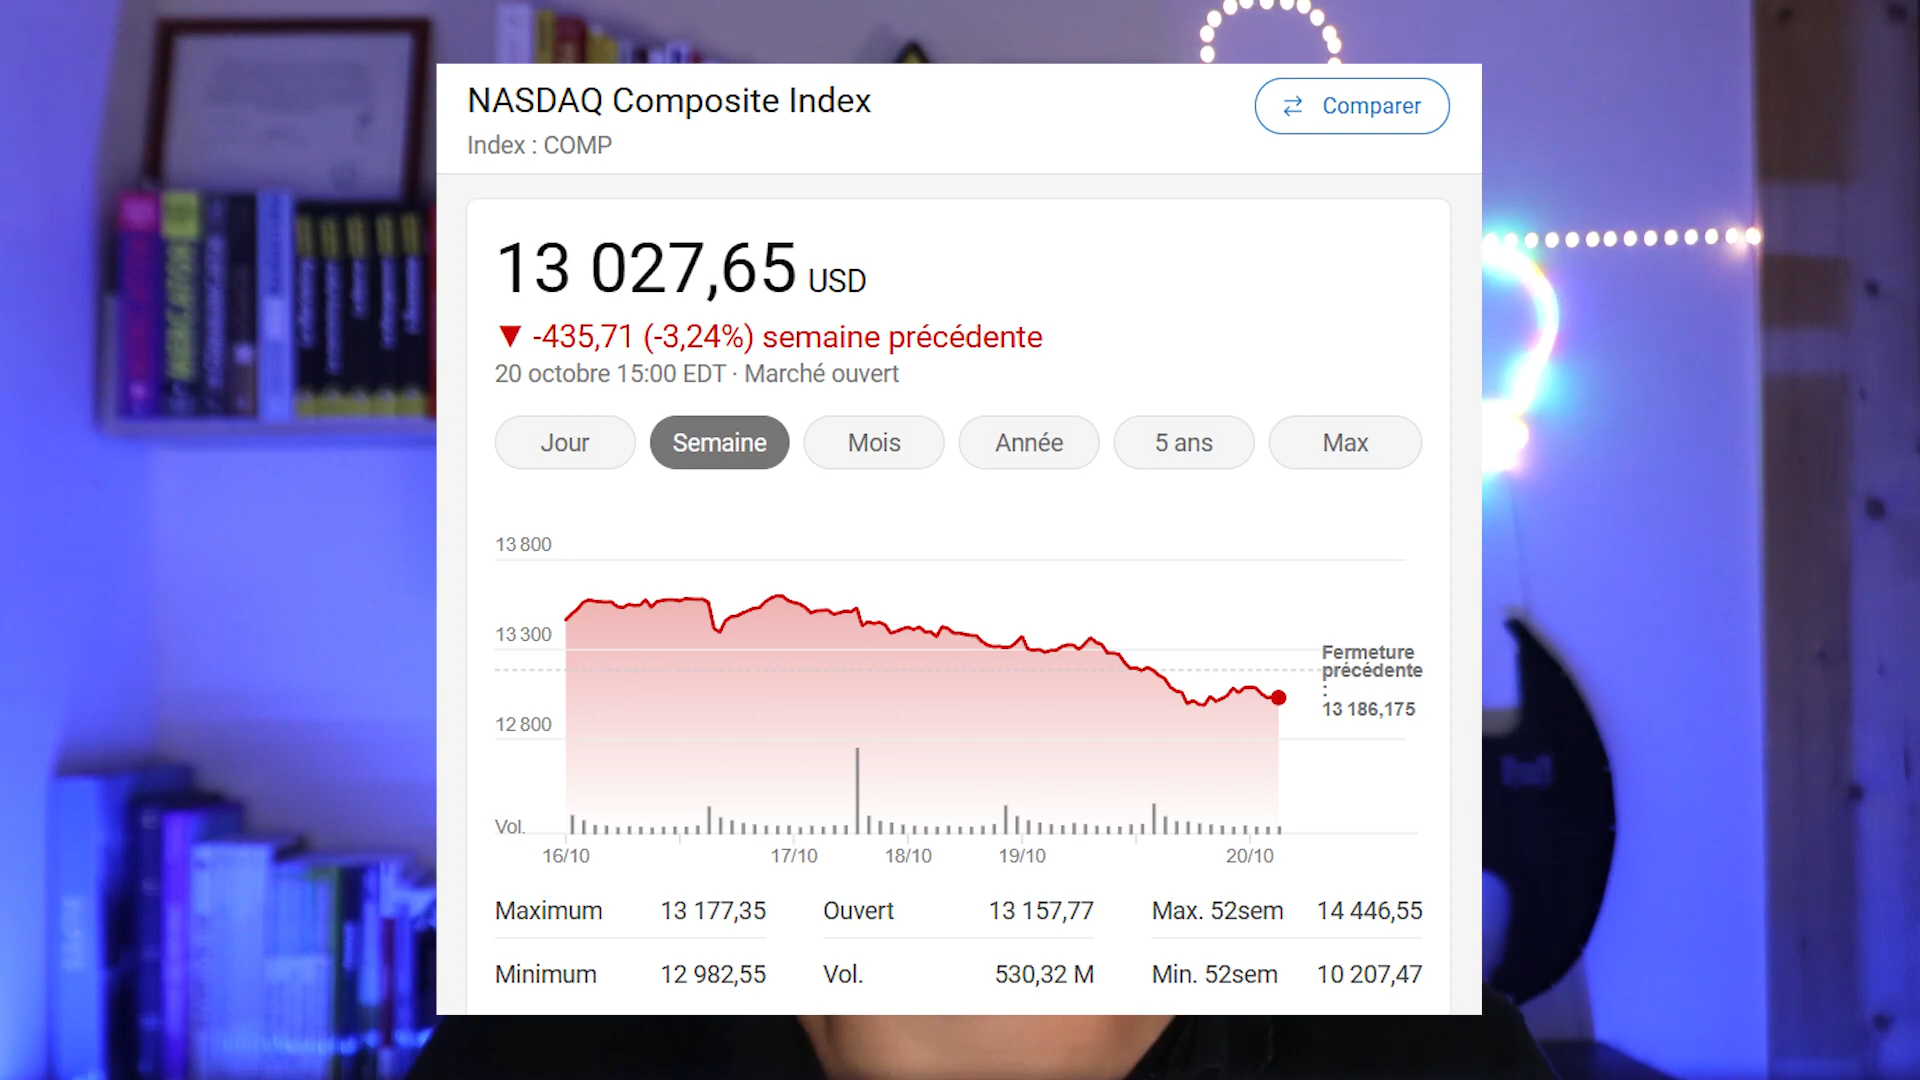 NASDAQ Composite Index
Index : COMP
Comparer
13 027,65 USD
▼ -435,71 (-3,24%) semaine précédente
20 octobre 15:00 EDT · Marché ouvert
Jour Semaine Mois Année 5 ans Max
13 800
13 300
12 800
Fermeture
précédente
:
13 186,175
Vol.
16/10 17/10 18/10 19/10 20/10
Maximum 13 177,35 Ouvert 13 157,77 Max. 52sem 14 446,55
Minimum 12 982,55 Vol. 530,32 M Min. 52sem 10 207,47